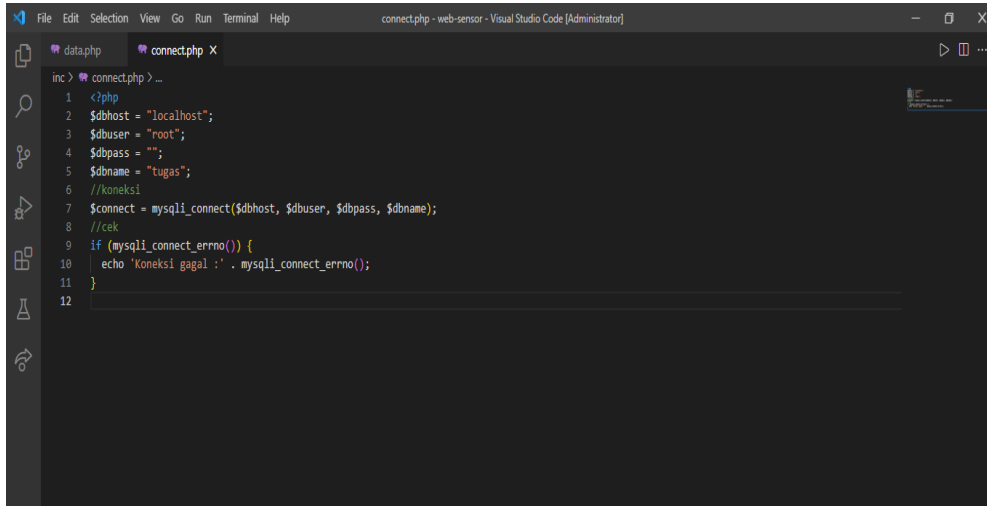 File Edit Selection View Go Run Terminal Help connect.php - web-sensor - Visual Studio Code [Administrator]
data.php connect.php X
inc > connect.php > ...
1 <?php
2 $dbhost = "localhost";
3 $dbuser = "root";
4 $dbpass = "";
5 $dbname = "tugas";
6 //koneksi
7 $connect = mysqli_connect($dbhost, $dbuser, $dbpass, $dbname);
8 //cek
9 if (mysqli_connect_errno()) {
10   echo 'Koneksi gagal :' . mysqli_connect_errno();
11 }
12